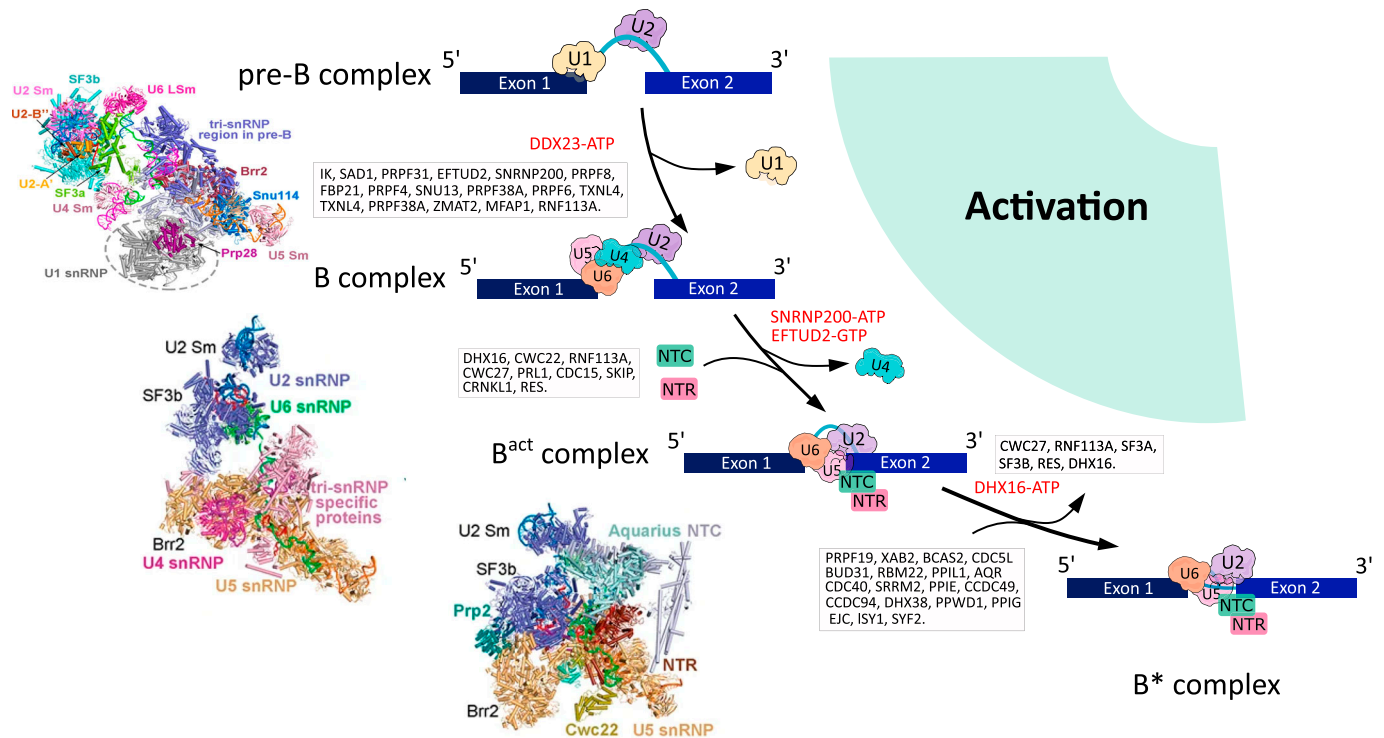 pre-B complex
5'
Exon 1
U1
U2
Exon 2
3'
SF3b
U2 Sm
U6 LSm
U2-B''
tri-snRNP
region in pre-B
Brr2
U2-A'
SF3a
U4 Sm
Snu114
Prp28
U5 Sm
U1 snRNP
DDX23-ATP
U1
IK, SAD1, PRPF31, EFTUD2, SNRNP200, PRPF8,
FBP21, PRPF4, SNU13, PRPF38A, PRPF6, TXNL4,
TXNL4, PRPF38A, ZMAT2, MFAP1, RNF113A.
Activation
B complex
5'
Exon 1
U5
U4
U6
U2
Exon 2
3'
SNRNP200-ATP
EFTUD2-GTP
U4
DHX16, CWC22, RNF113A,
CWC27, PRL1, CDC15, SKIP,
CRNKL1, RES.
NTC
NTR
U2 Sm
U2 snRNP
SF3b
U6 snRNP
tri-snRNP
specific
proteins
Brr2
U4 snRNP
U5 snRNP
Bact complex
5'
Exon 1
U6
U2
U5
NTC
NTR
Exon 2
3'
CWC27, RNF113A, SF3A,
SF3B, RES, DHX16.
DHX16-ATP
PRPF19, XAB2, BCAS2, CDC5L
BUD31, RBM22, PPIL1, AQR
CDC40, SRRM2, PPIE, CCDC49,
CCDC94, DHX38, PPWD1, PPIG
EJC, ISY1, SYF2.
U2 Sm
Aquarius NTC
SF3b
Prp2
NTR
Brr2
Cwc22
U5 snRNP
5'
Exon 1
U6
U2
U5
NTC
NTR
Exon 2
3'
B* complex